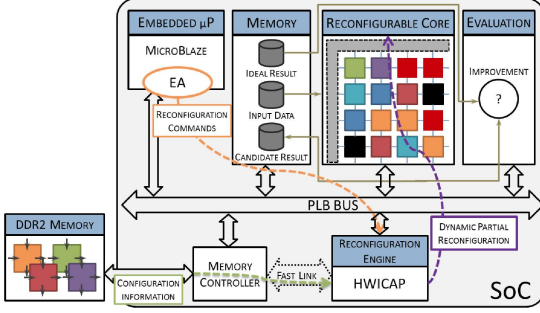 EMBEDDED µP
MICROBLAZE
EA
RECONFIGURATION
COMMANDS
MEMORY
IDEAL RESULT
INPUT DATA
CANDIDATE RESULT
RECONFIGURABLE CORE
EVALUATION
IMPROVEMENT
?
PLB BUS
DDR2 MEMORY
CONFIGURATION
INFORMATION
MEMORY
CONTROLLER
FAST LINK
RECONFIGURATION
ENGINE
HWICAP
DYNAMIC PARTIAL
RECONFIGURATION
SoC